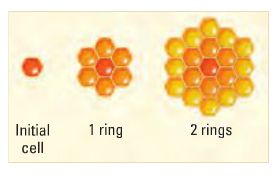 Initial cell
1 ring
2 rings